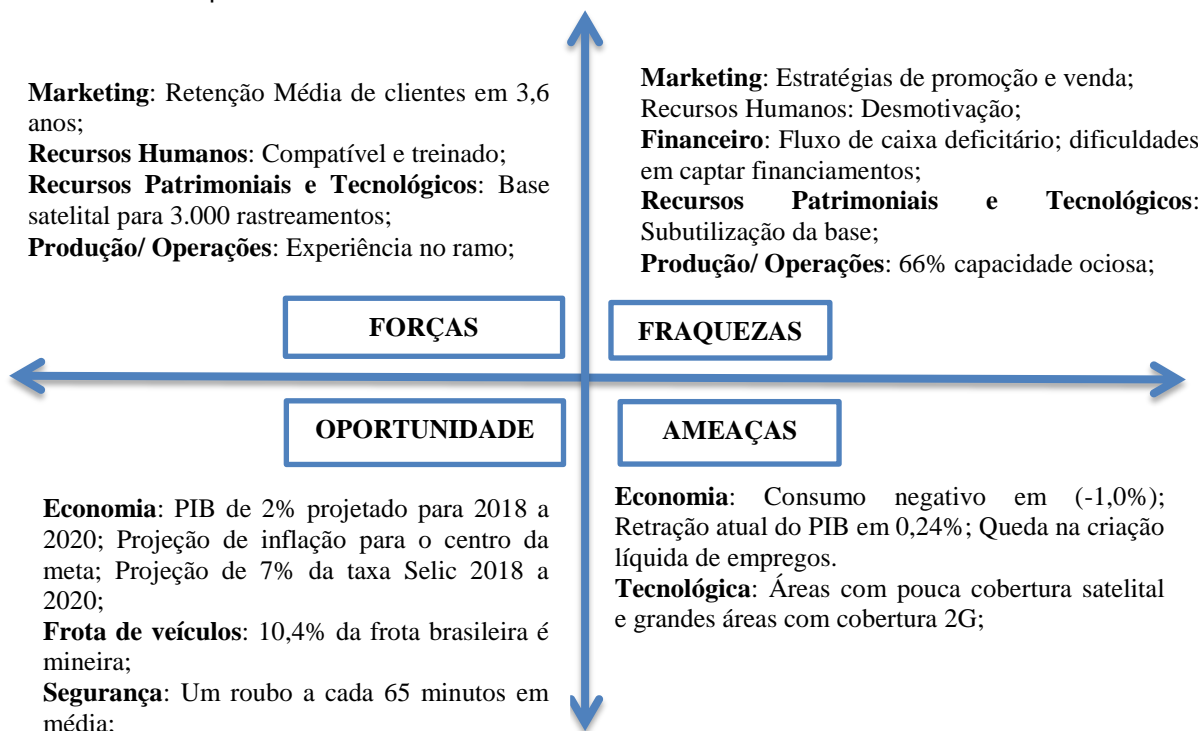 Marketing: Retenção Média de clientes em 3,6
anos;
Recursos Humanos: Compatível e treinado;
Recursos Patrimoniais e Tecnológicos: Base
satelital para 3.000 rastreamentos;
Produção/ Operações: Experiência no ramo;
Marketing: Estratégias de promoção e venda;
Recursos Humanos: Desmotivação;
Financeiro: Fluxo de caixa deficitário; dificuldades
em captar financiamentos;
Recursos Patrimoniais e Tecnológicos:
Subutilização da base;
Produção/ Operações: 66% capacidade ociosa;
FORÇAS
FRAQUEZAS
OPORTUNIDADE
AMEAÇAS
Economia: PIB de 2% projetado para 2018 a
2020; Projeção de inflação para o centro da
meta; Projeção de 7% da taxa Selic 2018 a
2020;
Frota de veículos: 10,4% da frota brasileira é
mineira;
Segurança: Um roubo a cada 65 minutos em
média;
Economia: Consumo negativo em (-1,0%);
Retração atual do PIB em 0,24%; Queda na criação
líquida de empregos.
Tecnológica: Áreas com pouca cobertura satelital
e grandes áreas com cobertura 2G;